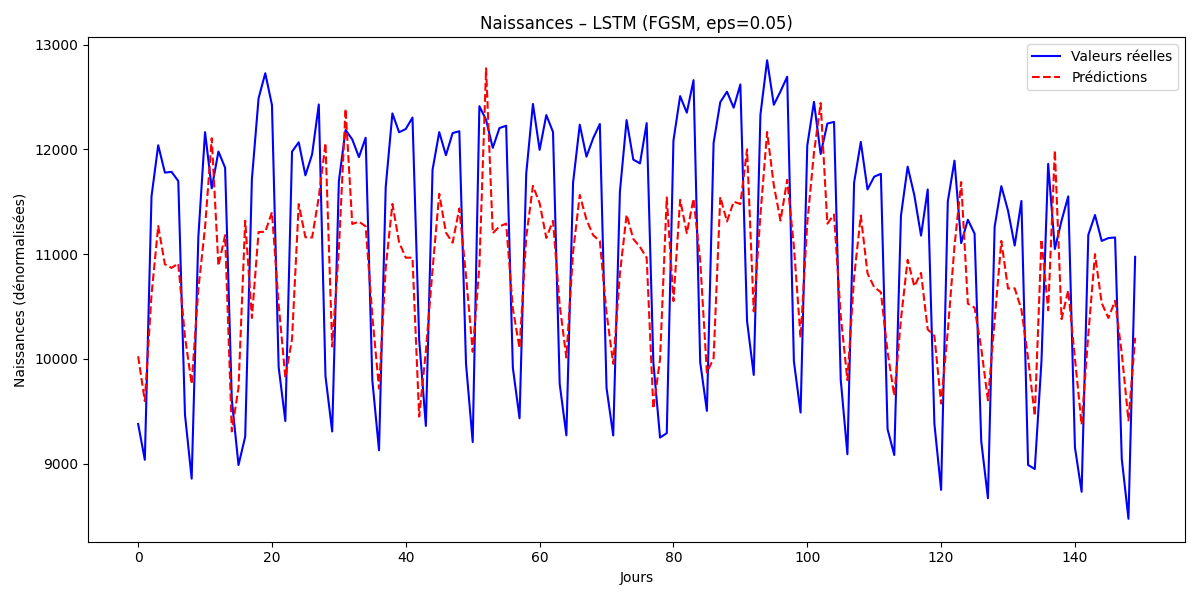 Naissances – LSTM (FGSM, eps=0.05)
Valeurs réelles
Prédictions
Naissances (dénormalisées)
13000
12000
11000
10000
9000
0 20 40 60 80 100 120 140
Jours